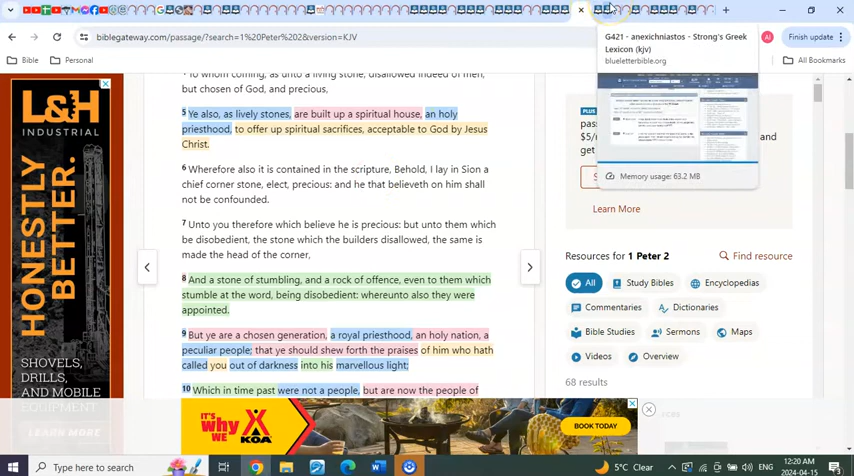 Finish update
biblegateway.com/passage/?search=1%20Peter%202&version=KJV
Bible
Personal
All Bookmarks
G421 - anexichniastos - Strong's Greek
Lexicon (kjv)
blueletterbible.org
Memory usage: 63.2 MB
L&H
INDUSTRIAL
HONESTLY
BETTER.
SHOVELS,
DRILLS,
AND MOBILE
EQUIPMENT
LEARN MORE
To whom coming, as unto a living stone, disallowed indeed of men,
but chosen of God, and precious,
5 Ye also, as lively stones, are built up a spiritual house, an holy
priesthood, to offer up spiritual sacrifices, acceptable to God by Jesus
Christ.
6 Wherefore also it is contained in the scripture, Behold, I lay in Sion a
chief corner stone, elect, precious: and he that believeth on him shall
not be confounded.
7 Unto you therefore which believe he is precious: but unto them which
be disobedient, the stone which the builders disallowed, the same is
made the head of the corner,
8 And a stone of stumbling, and a rock of offence, even to them which
stumble at the word, being disobedient: whereunto also they were
appointed.
9 But ye are a chosen generation, a royal priesthood, an holy nation, a
peculiar people; that ye should shew forth the praises of him who hath
called you out of darkness into his marvellous light:
10 Which in time past were not a people, but are now the people of
PLUS
pas
$5/
get
and
Learn More
Resources for 1 Peter 2
Find resource
All
Study Bibles
Encyclopedias
Commentaries
Dictionaries
Bible Studies
Sermons
Maps
Videos
Overview
68 results
IT'S
why
WE
KOA
BOOK TODAY
Type here to search
5°C Clear
12:20 AM
2024-04-15